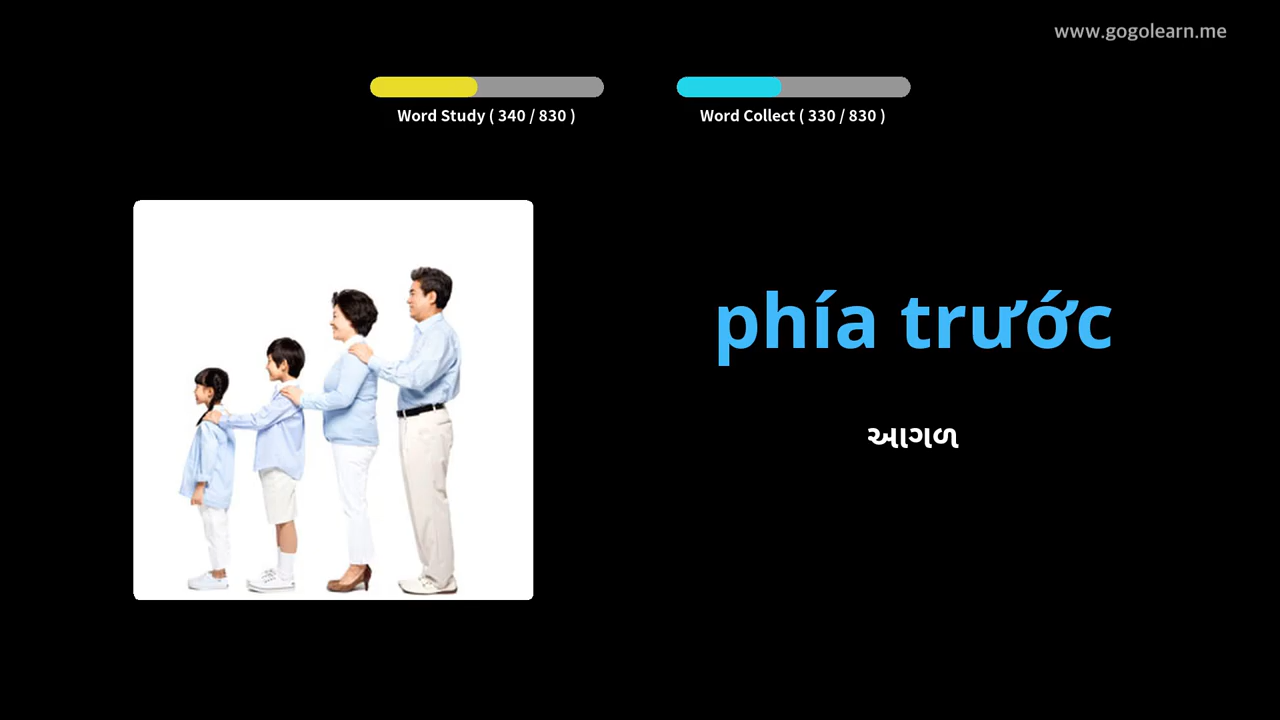 www.gogolearn.me
Word Study ( 340 / 830 )
Word Collect ( 330 / 830 )
phía trước
આગળ